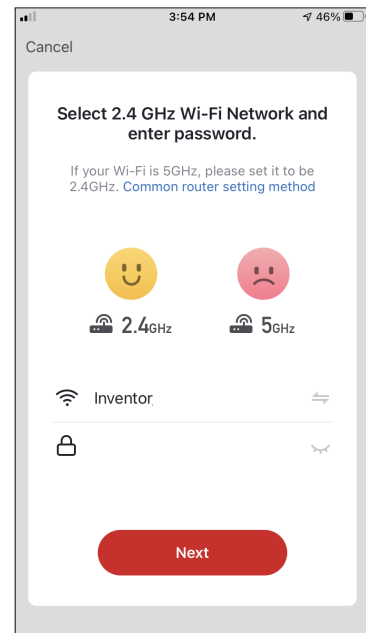 3:54 PM
46%
Cancel
Select 2.4 GHz Wi-Fi Network and
enter password.
If your Wi-Fi is 5GHz, please set it to be
2.4GHz. Common router setting method
2.4GHz
5GHz
Inventor
Next